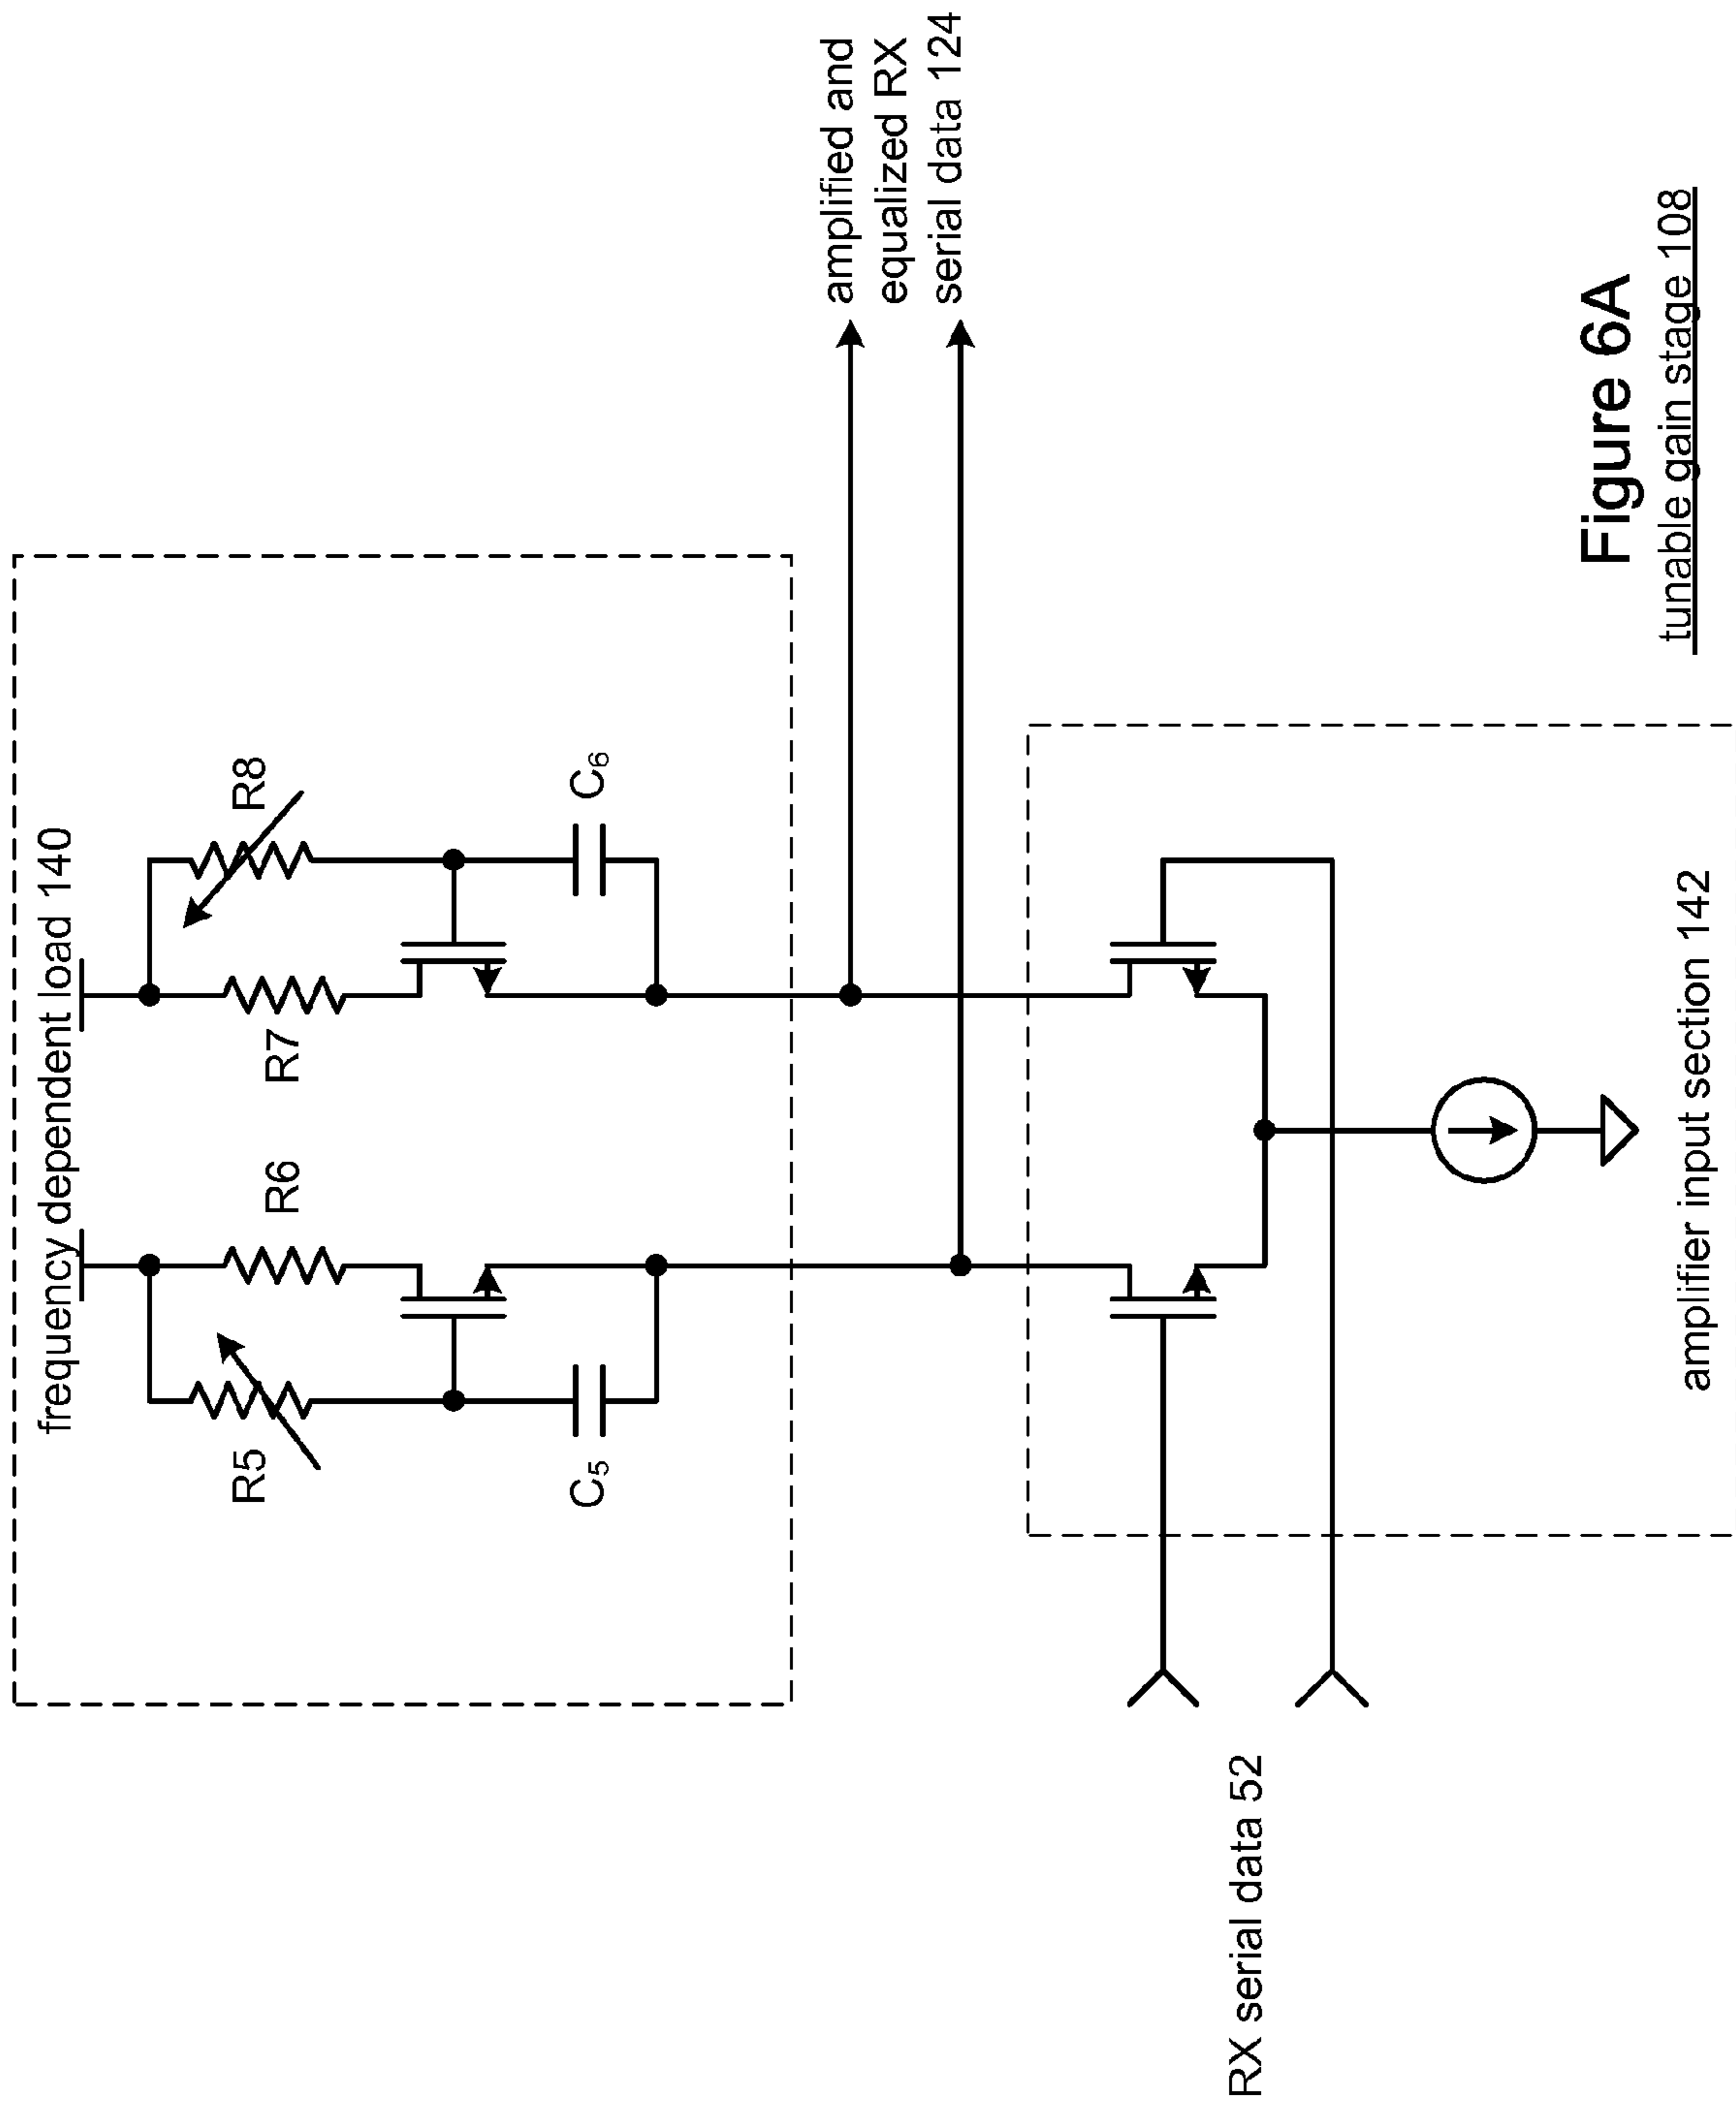 frequency dependent load 140
R5
R6
R7
R8
C5
C6
amplified and
equalized RX
serial data 124
RX serial data 52
amplifier input section 142
Figure 6A
tunable gain stage 108